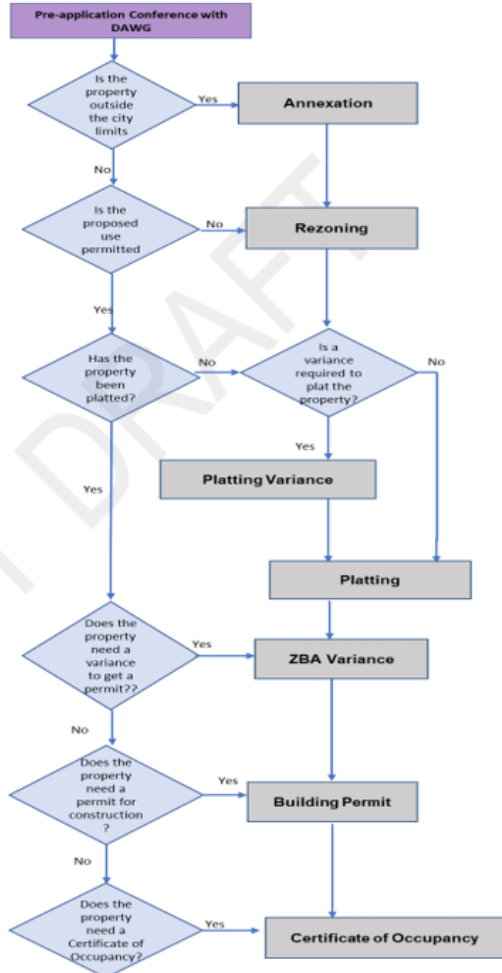 Pre-application Conference with
DAWG
Is the
property
outside
the city
limits
Yes
Annexation
No
Is the
proposed
use
permitted
No
Rezoning
Yes
Has the
property
been
platted?
No
Is a
variance
required to
plat the
property?
No
Yes
Yes
Platting Variance
Platting
Does the
property
need a
variance
to get a
permit??
Yes
ZBA Variance
No
Does the
property
need a
permit for
construction
?
Yes
Building Permit
No
Does the
property
need a
Certificate of
Occupancy?
Yes
Certificate of Occupancy
DRAFT